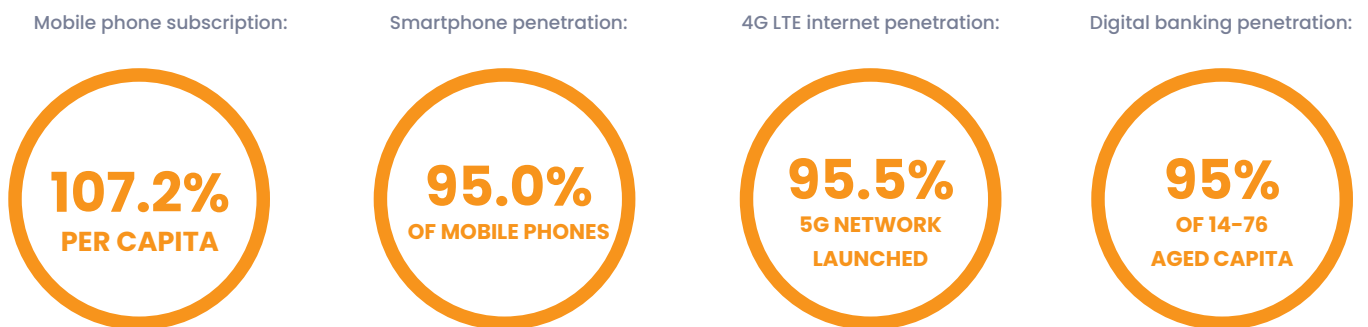 Mobile phone subscription:
107.2%
PER CAPITA
Smartphone penetration:
95.0%
OF MOBILE PHONES
4G LTE internet penetration:
95.5%
5G NETWORK
LAUNCHED
Digital banking penetration:
95%
OF 14-76
AGED CAPITA